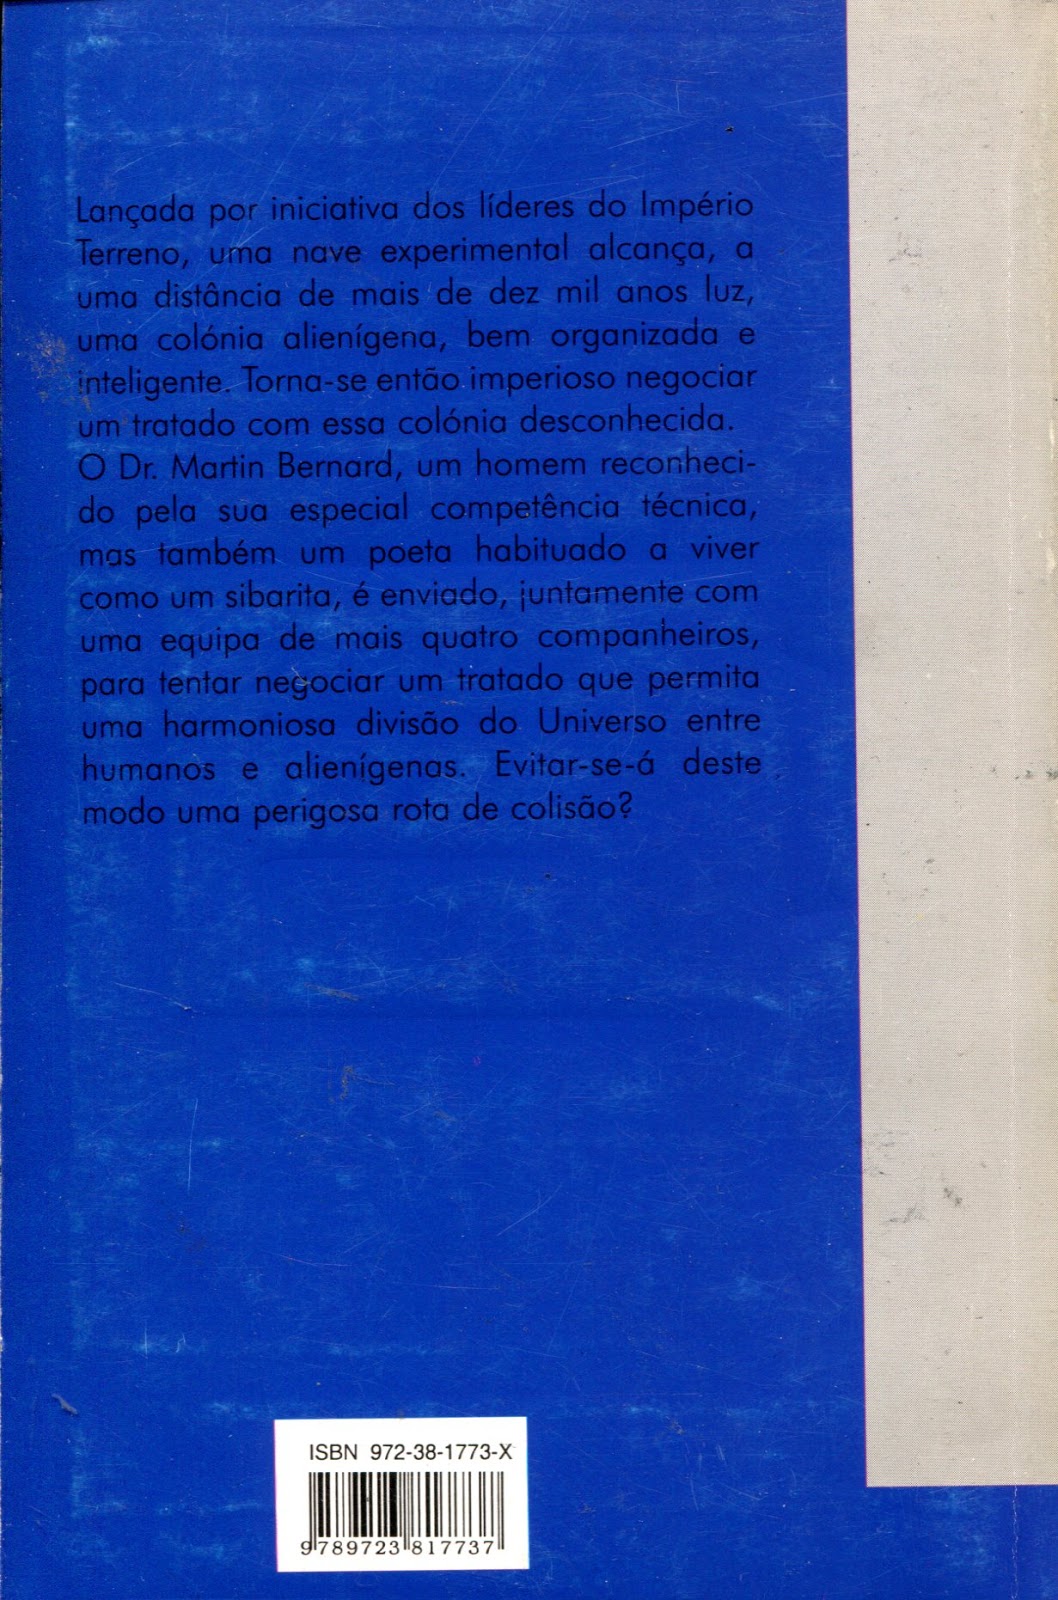 Lançada por iniciativa dos líderes do Império
Terreno, uma nave experimental alcança, a
uma distância de mais de dez mil anos luz,
uma colónia alienígena, bem organizada e
inteligente. Torna-se então imperioso negociar
um tratado com essa colónia desconhecida.
O Dr. Martin Bernard, um homem reconheci-
do pela sua especial competência técnica,
mas também um poeta habituado a viver
como um sibarita, é enviado, juntamente com
uma equipa de mais quatro companheiros,
para tentar negociar um tratado que permita
uma harmoniosa divisão do Universo entre
humanos e alienígenas. Evitar-se-á deste
modo uma perigosa rota de colisão?
ISBN 972-38-1773-X
9789723817737